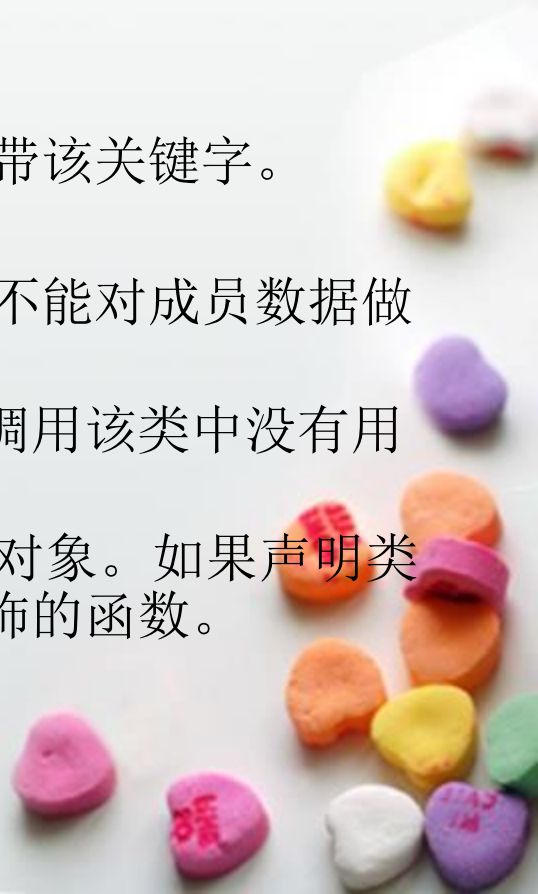 带该关键字。
不能对成员数据做
调用该类中没有用
对象。如果声明类
饰的函数。